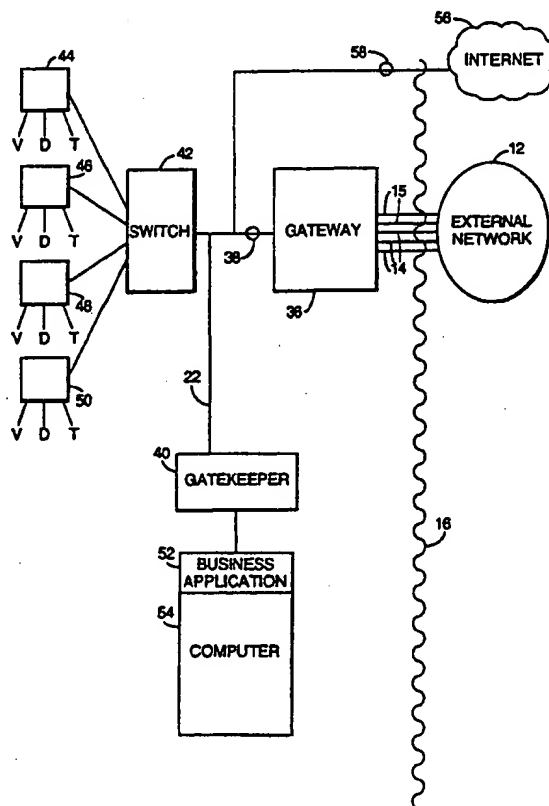 56
58
INTERNET
44
V D T
42
12
46
V D T
SWITCH
38
GATEWAY
15
14
EXTERNAL
NETWORK
48
V D T
36
50
V D T
22
40
GATEKEEPER
52
BUSINESS
APPLICATION
54
COMPUTER
16